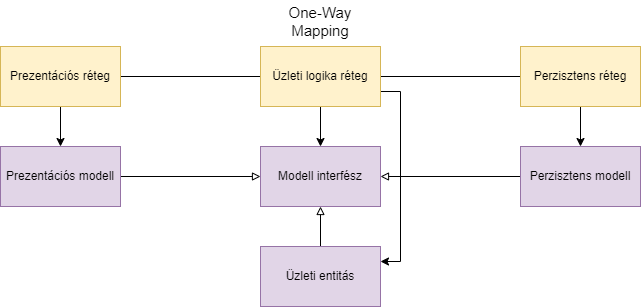 One-Way
Mapping
Prezentációs réteg
Üzleti logika réteg
Perzisztens réteg
Prezentációs modell
Modell interfész
Perzisztens modell
Üzleti entitás